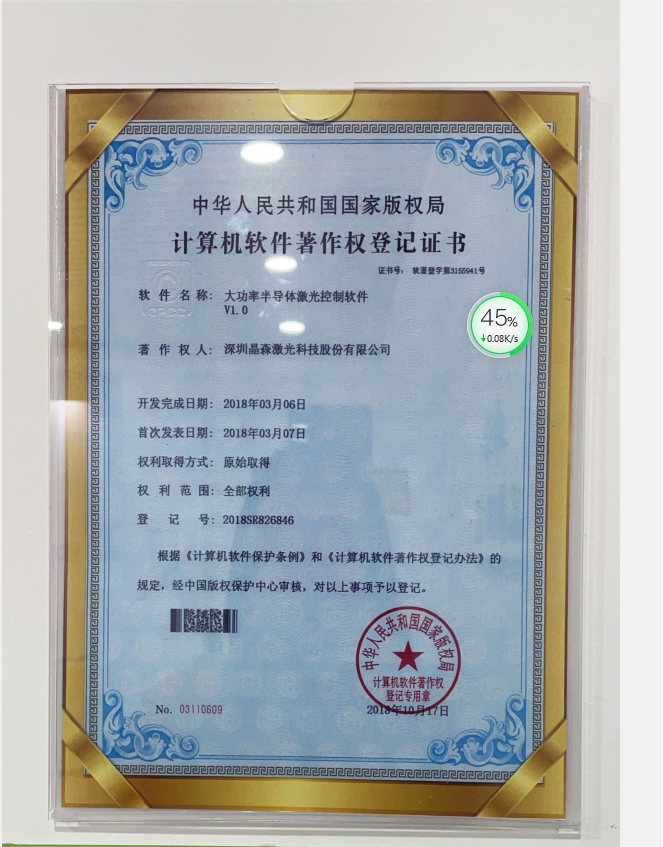 中华人民共和国国家版权局
计算机软件著作权登记证书
证书号： 软著登字第3155941号
软件名称： 大功率半导体激光控制软件
V1.0
著作权人： 深圳晶森激光科技股份有限公司
开发完成日期： 2018年03月06日
首次发表日期： 2018年03月07日
权利取得方式： 原始取得
权利范围： 全部权利
登记号： 2018SR826846
根据《计算机软件保护条例》和《计算机软件著作权登记办法》的
规定，经中国版权保护中心审核，对以上事项予以登记。
中华人民共和国国家版权局
计算机软件著作权
登记专用章
2018年10月17日
No. 03110609
CPCC
45%
↓0.08K/s